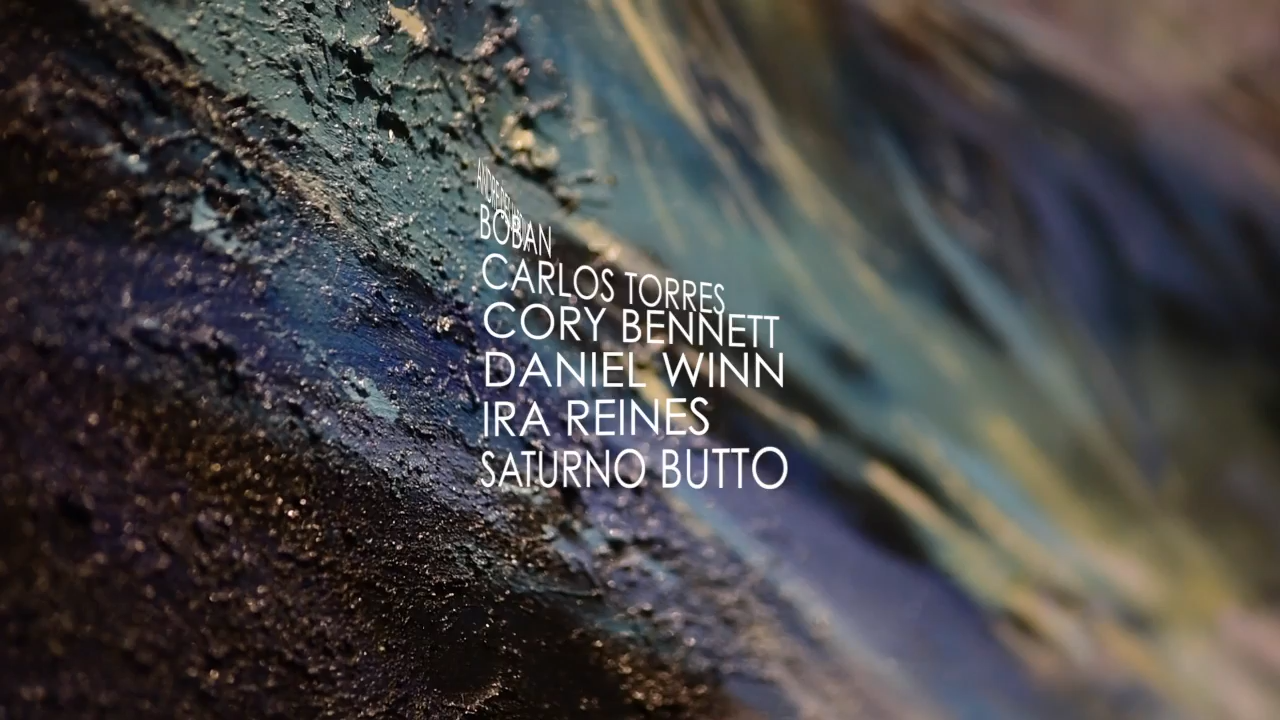 BOBAN
CARLOS TORRES
CORY BENNETT
DANIEL WINN
IRA REINES
SATURNO BUTTO